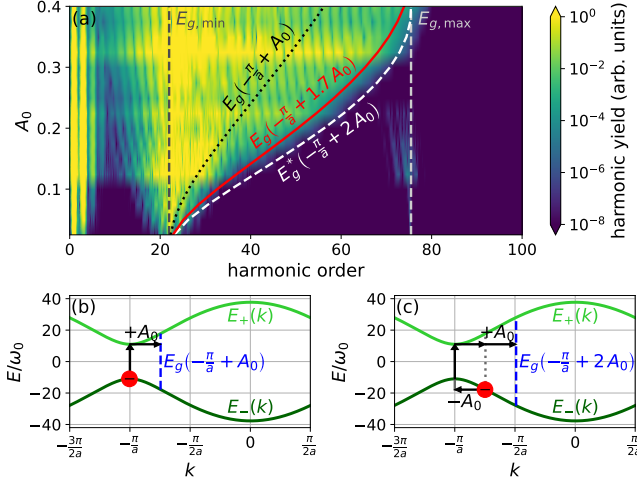 (a)
E_{g,min}
E_{g,max}
E_g(−π/a + A_0)
E_g(−π/a + 1.7 A_0)
E_g^*(−π/a + 2 A_0)
A_0
0.4
0.3
0.2
0.1
0 20 40 60 80 100
harmonic order
10^0
10^{−2}
10^{−4}
10^{−6}
10^{−8}
harmonic yield (arb. units)
(b)
E/ω_0
40
20
0
−20
−40
+A_0
E_+(k)
E_g(−π/a + A_0)
E_−(k)
−3π/2a −π/a −π/2a 0 π/2a
k
(c)
E/ω_0
40
20
0
−20
−40
+A_0
E_+(k)
E_g(−π/a + 2 A_0)
−A_0
E_−(k)
−3π/2a −π/a −π/2a 0 π/2a
k